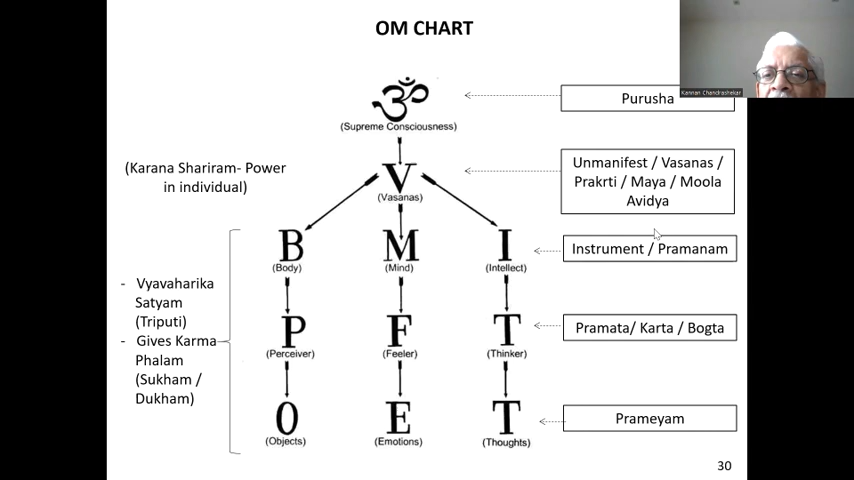 OM CHART
Kannan Chandrashekar
ॐ
(Supreme Consciousness)
Purusha
(Karana Shariram- Power
in individual)
V
(Vasanas)
Unmanifest / Vasanas /
Prakrti / Maya / Moola
Avidya
B M I
(Body) (Mind) (Intellect)
Instrument / Pramanam
- Vyavaharika
Satyam
(Triputi)
- Gives Karma
Phalam
(Sukham /
Dukham)
P F T
(Perceiver) (Feeler) (Thinker)
Pramata/ Karta / Bogta
O E T
(Objects) (Emotions) (Thoughts)
Prameyam
30